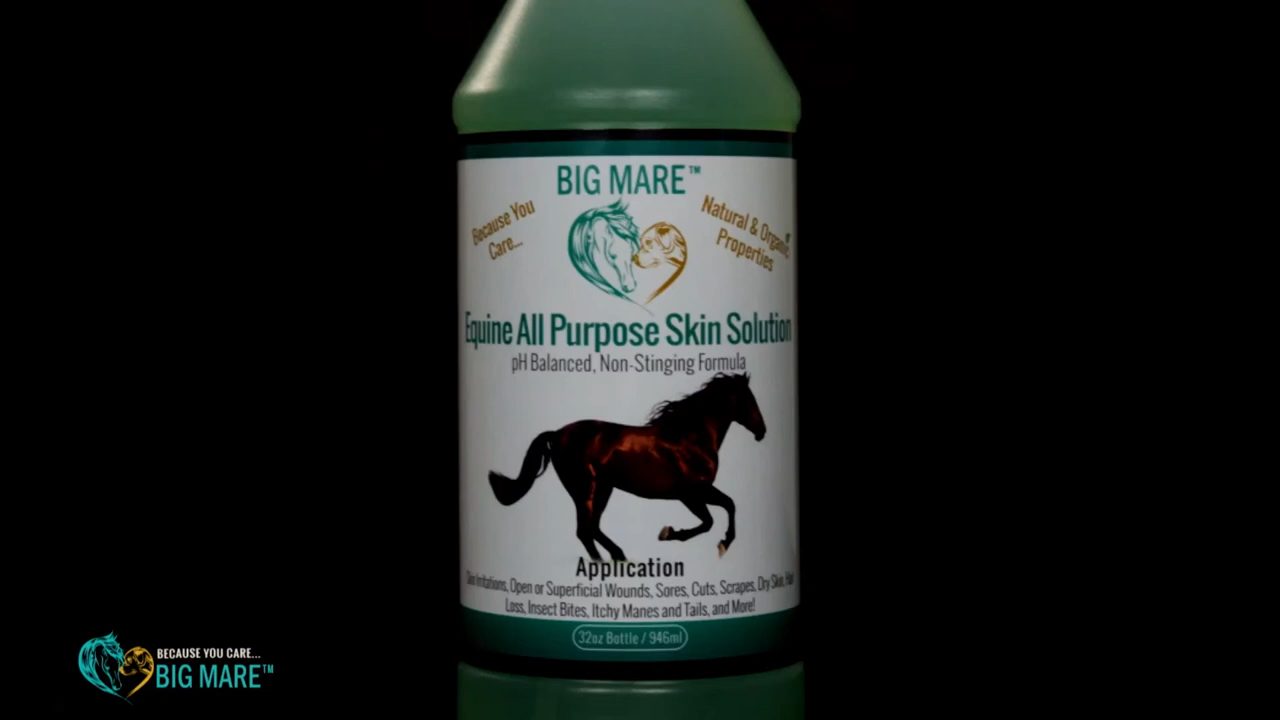 BIG MARE™
Because You
Care...
Natural & Organic
Properties
Equine All Purpose Skin Solution
pH Balanced, Non-Stinging Formula
Application
Skin Irritations, Open or Superficial Wounds, Sores, Cuts, Scrapes, Dry Skin, Hair
Loss, Insect Bites, Itchy Manes and Tails, and More!
32oz Bottle / 946ml
BECAUSE YOU CARE...
BIG MARE™